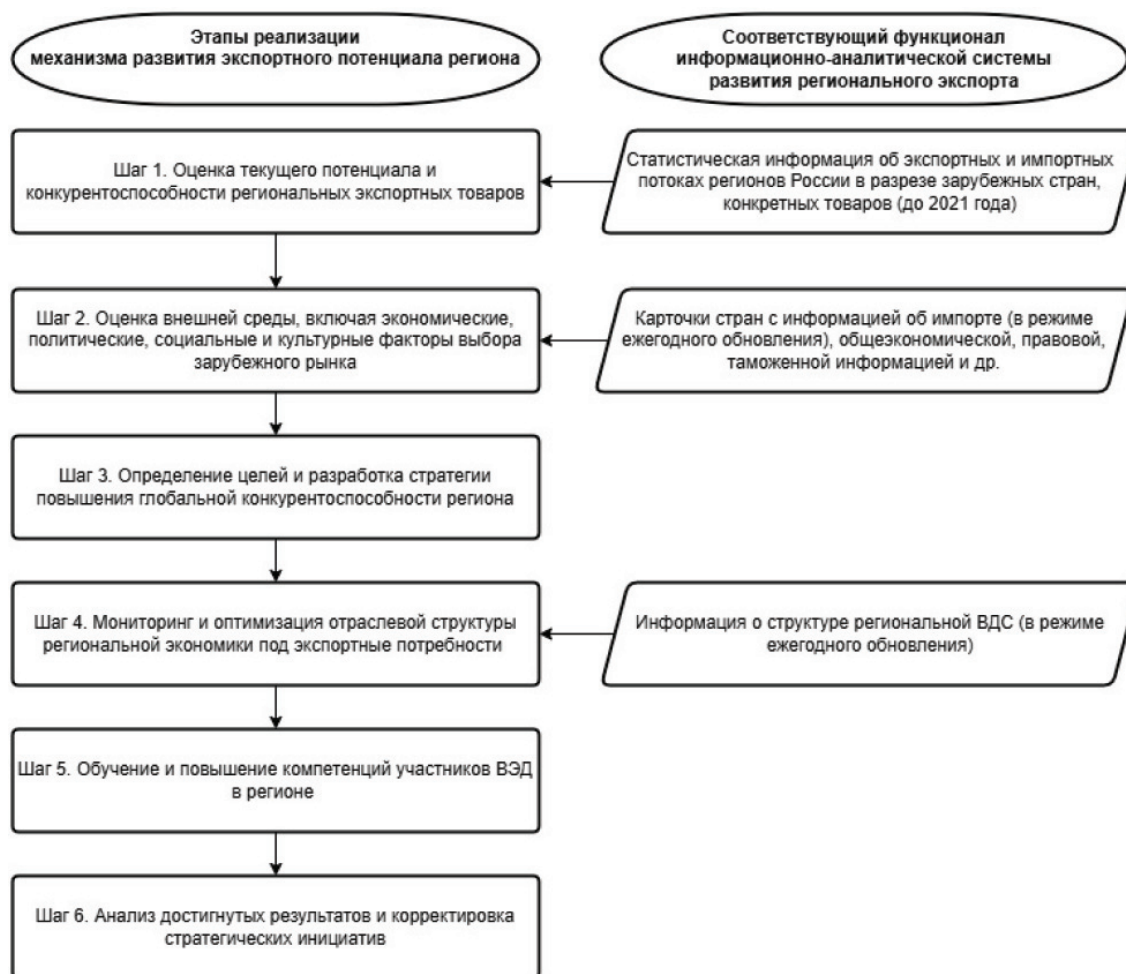 Этапы реализации
механизма развития экспортного потенциала региона
Соответствующий функционал
информационно-аналитической системы
развития регионального экспорта
Шаг 1. Оценка текущего потенциала и
конкурентоспособности региональных экспортных товаров
Статистическая информация об экспортных и импортных
потоках регионов России в разрезе зарубежных стран,
конкретных товаров (до 2021 года)
Шаг 2. Оценка внешней среды, включая экономические,
политические, социальные и культурные факторы выбора
зарубежного рынка
Карточки стран с информацией об импорте (в режиме
ежегодного обновления), общеэкономической, правовой,
таможенной информацией и др.
Шаг 3. Определение целей и разработка стратегии
повышения глобальной конкурентоспособности региона
Шаг 4. Мониторинг и оптимизация отраслевой структуры
региональной экономики под экспортные потребности
Информация о структуре региональной ВДС (в режиме
ежегодного обновления)
Шаг 5. Обучение и повышение компетенций участников ВЭД
в регионе
Шаг 6. Анализ достигнутых результатов и корректировка
стратегических инициатив